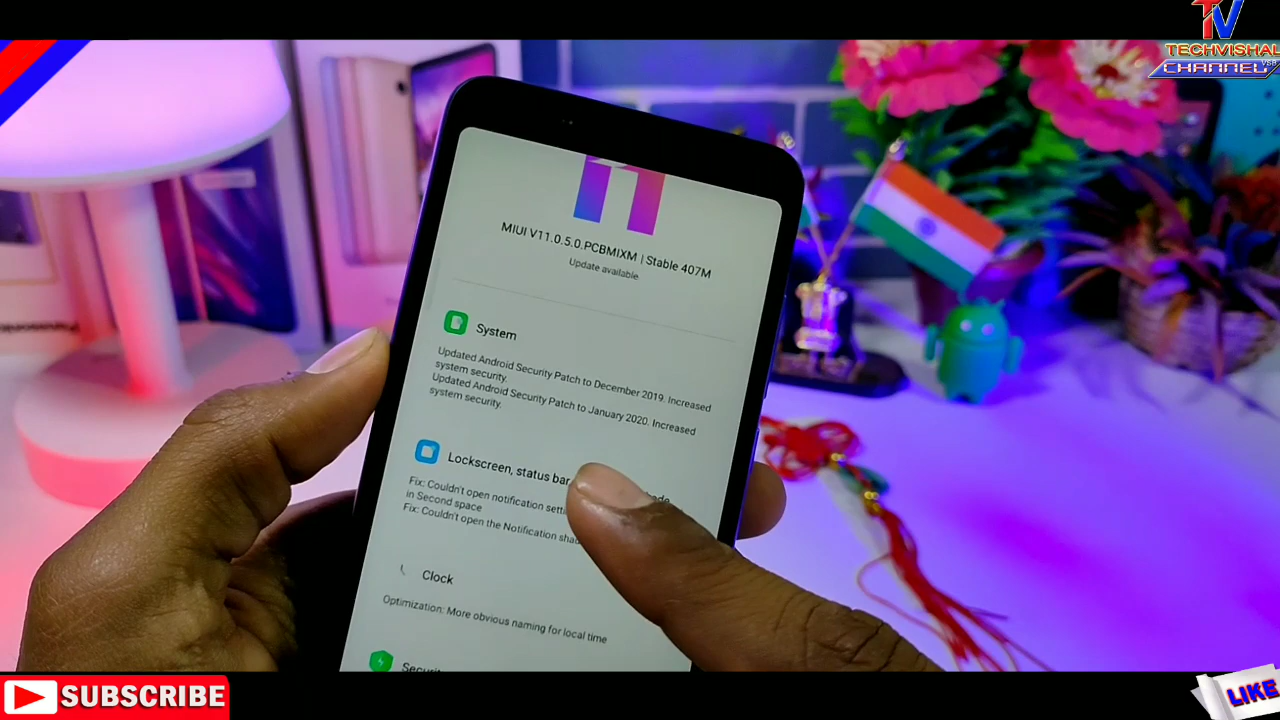 TV
TECHVISHAL
VSB
CHANNEL
11
MIUI V11.0.5.0.PCBMIXM | Stable 407M
Update available
System
Updated Android Security Patch to December 2019. Increased
system security.
Updated Android Security Patch to January 2020. Increased
system security.
Lockscreen, status bar
Fix: Couldn't open notification
in Second space
Fix: Couldn't open the Notification
Clock
Optimization: More obvious naming for local time
SUBSCRIBE
LIKE